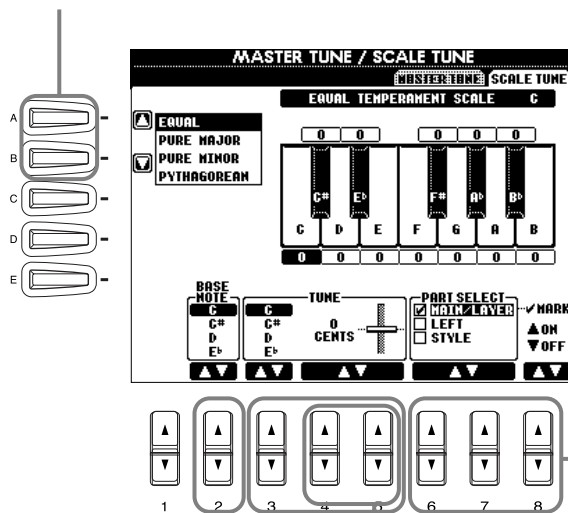 MASTER TUNE / SCALE TUNE
MASTER TUNE SCALE TUNE
EQUAL TEMPERAMENT SCALE C
A
B
C
D
E
EQUAL
PURE MAJOR
PURE MINOR
PYTHAGOREAN
0 0 0 0 0
C# E♭ F# A♭ B♭
C D E F G A B
0 0 0 0 0 0 0
BASE NOTE
C
C#
D
E♭
TUNE
C
C#
D
E♭
0
CENTS
PART SELECT
MAIN/LAYER
LEFT
STYLE
MARK
▲ON
▼OFF
1 2 3 4 5 6 7 8